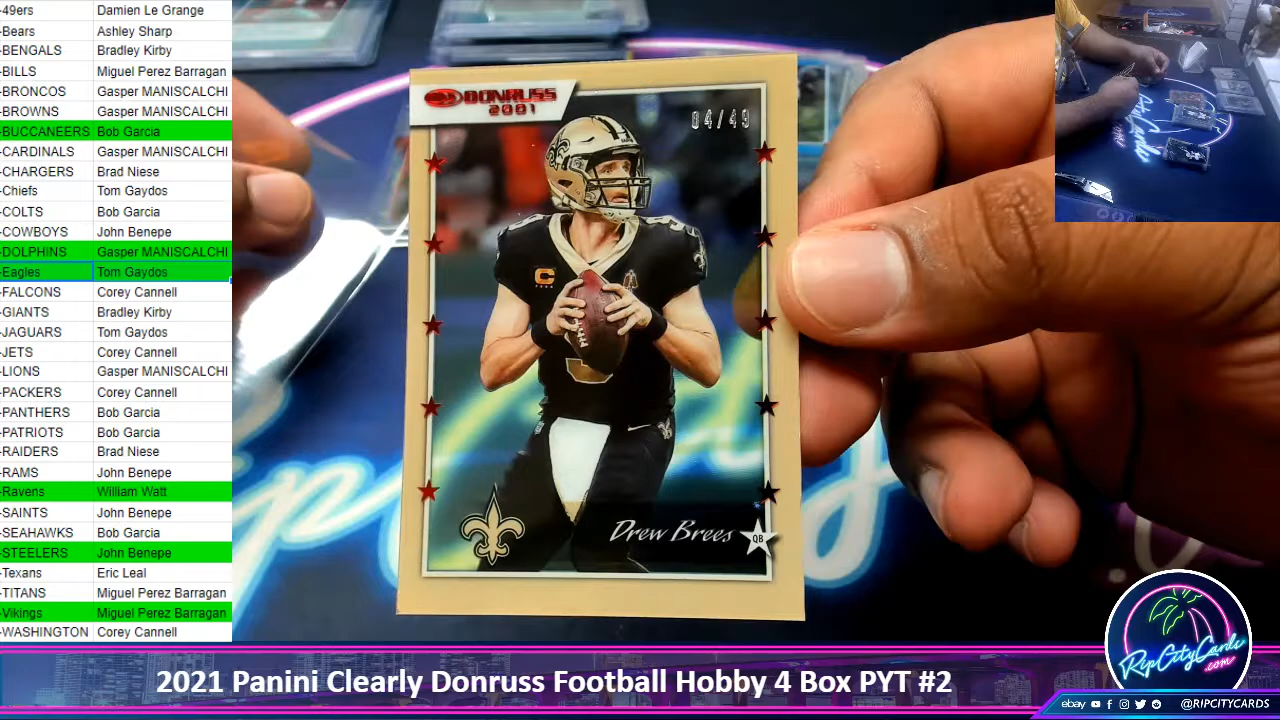 -49ers Damien Le Grange
-Bears Ashley Sharp
-BENGALS Bradley Kirby
-BILLS Miguel Perez Barragan
-BRONCOS Gasper MANISCALCHI
-BROWNS Gasper MANISCALCHI
-BUCCANEERS Bob Garcia
-CARDINALS Gasper MANISCALCHI
-CHARGERS Brad Niese
-Chiefs Tom Gaydos
-COLTS Bob Garcia
-COWBOYS John Benepe
-DOLPHINS Gasper MANISCALCHI
-Eagles Tom Gaydos
-FALCONS Corey Cannell
-GIANTS Bradley Kirby
-JAGUARS Tom Gaydos
-JETS Corey Cannell
-LIONS Gasper MANISCALCHI
-PACKERS Corey Cannell
-PANTHERS Bob Garcia
-PATRIOTS Bob Garcia
-RAIDERS Brad Niese
-RAMS John Benepe
-Ravens William Watt
-SAINTS John Benepe
-SEAHAWKS Bob Garcia
-STEELERS John Benepe
-Texans Eric Leal
-TITANS Miguel Perez Barragan
-Vikings Miguel Perez Barragan
-WASHINGTON Corey Cannell
DONRUSS
2001
04/49
C
Drew Brees
QB
RipCityCards
.com
2021 Panini Clearly Donruss Football Hobby 4 Box PYT #2
ebay @RIPCITYCARDS